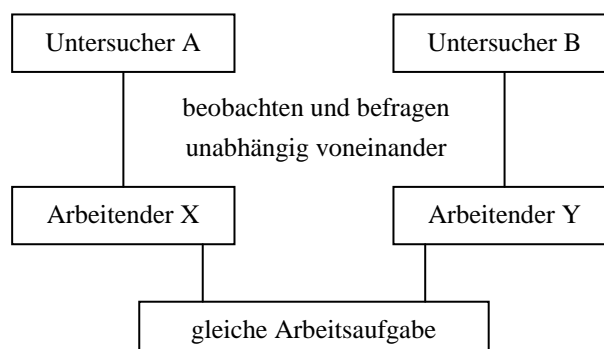 Untersucher A
Untersucher B
beobachten und befragen
unabhängig voneinander
Arbeitender X
Arbeitender Y
gleiche Arbeitsaufgabe